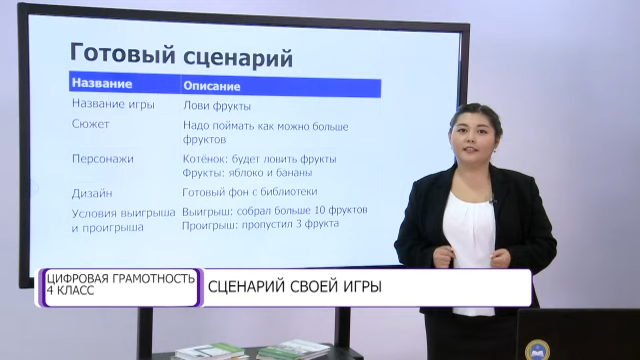 Готовый сценарий
Название Описание
Название игры Лови фрукты
Сюжет Надо поймать как можно больше
фруктов
Персонажи Котёнок: будет ловить фрукты
Фрукты: яблоко и бананы
Дизайн Готовый фон с библиотеки
Условия выигрыша Выигрыш: собрал больше 10 фруктов
и проигрыша Проигрыш: пропустил 3 фрукта
ЦИФРОВАЯ ГРАМОТНОСТЬ
4 КЛАСС
СЦЕНАРИЙ СВОЕЙ ИГРЫ